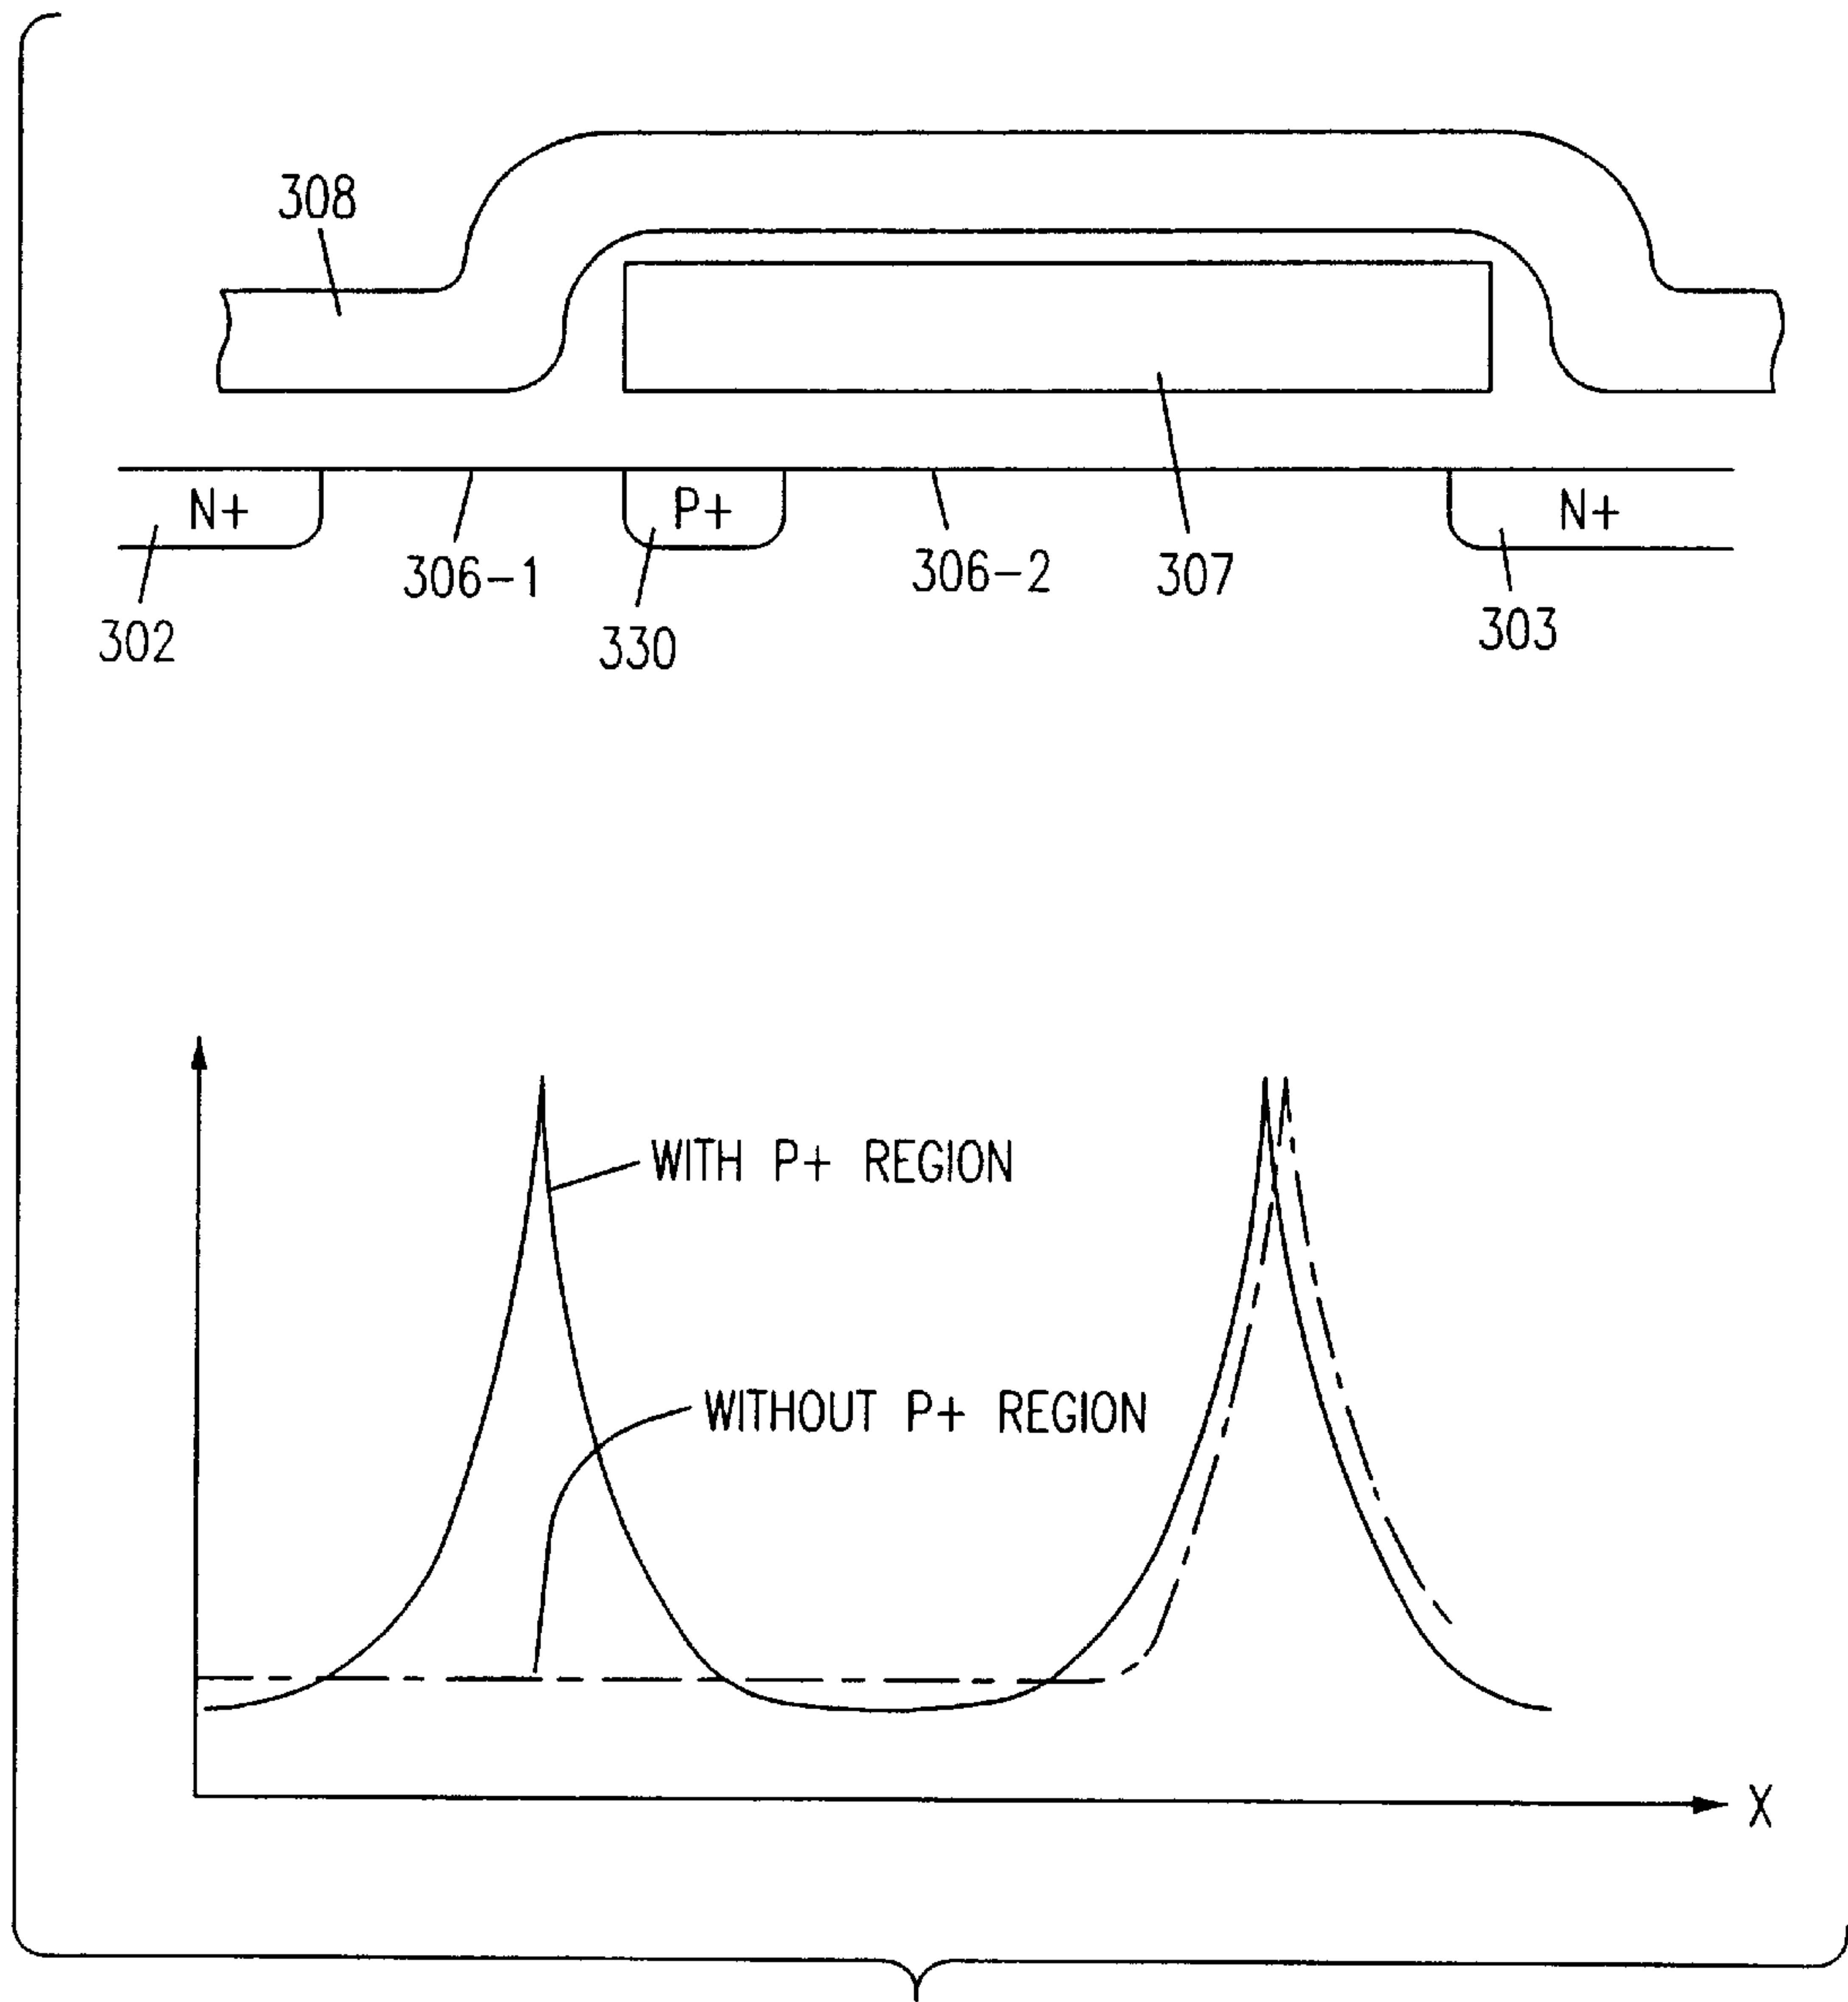 308
N+
P+
N+
306-1
306-2
307
302
330
303
WITH P+ REGION
WITHOUT P+ REGION
X